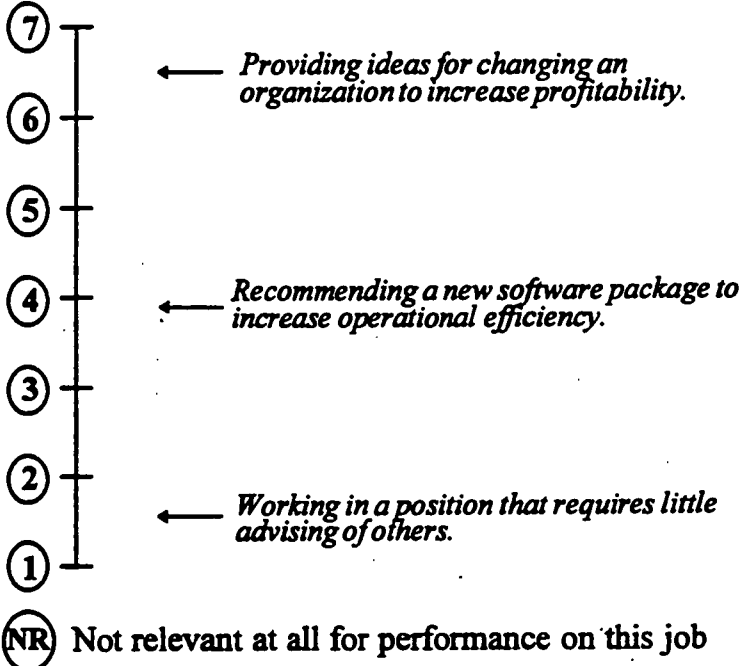 7
Providing ideas for changing an
organization to increase profitability.
6
5
4
Recommending a new software package to
increase operational efficiency.
3
2
Working in a position that requires little
advising of others.
1
NR Not relevant at all for performance on this job